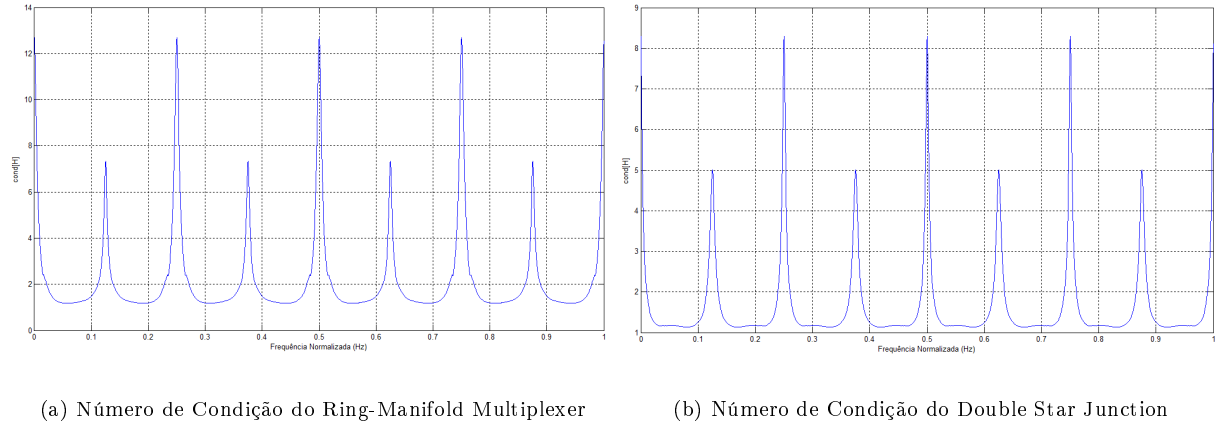 14
12
10
8
6
4
2
0
cond[H]
0 0.1 0.2 0.3 0.4 0.5 0.6 0.7 0.8 0.9 1
Frequência Normalizada (Hz)
9
8
7
6
5
4
3
2
1
cond[H]
0 0.1 0.2 0.3 0.4 0.5 0.6 0.7 0.8 0.9 1
Frequência Normalizada (Hz)
(a) Número de Condição do Ring-Manifold Multiplexer
(b) Número de Condição do Double Star Junction